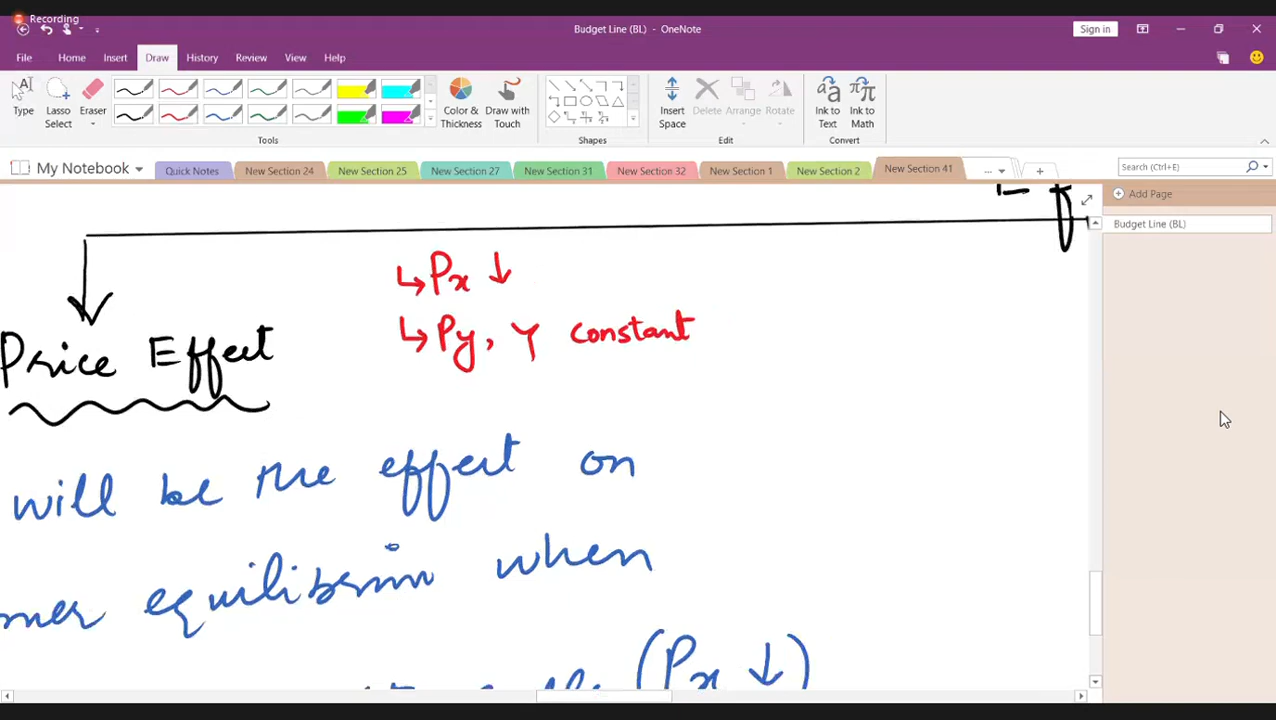 Recording
Budget Line (BL) - OneNote
Sign in
File Home Insert Draw History Review View Help
Type
Lasso Select
Eraser
Color & Thickness
Draw with Touch
Insert Space
Delete
Arrange
Rotate
Ink to Text
Ink to Math
Tools
Shapes
Edit
Convert
My Notebook
Quick Notes
New Section 24
New Section 25
New Section 27
New Section 31
New Section 32
New Section 1
New Section 2
New Section 41
...
Search (Ctrl+E)
Add Page
Budget Line (BL)
↳ Px ↓
↳ Py, Y constant
Price Effect
will be the effect on
mer equilibrium when
(Px ↓)